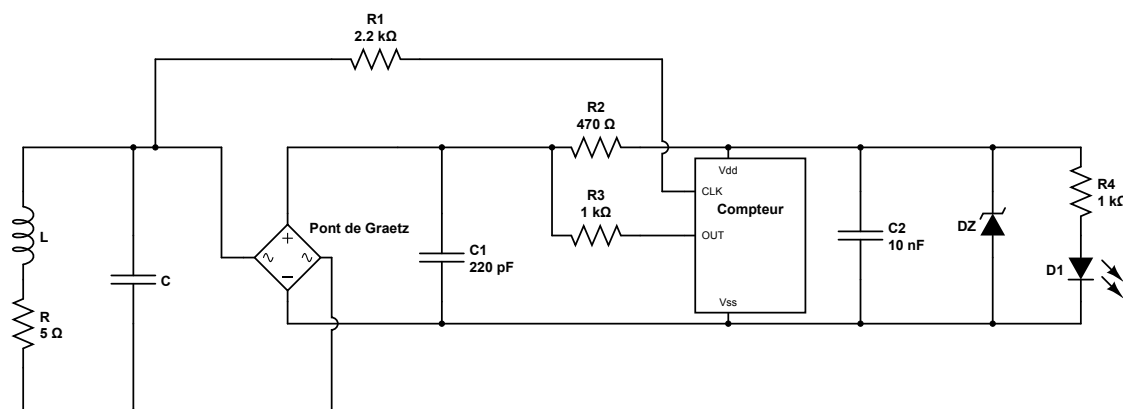 R1
2.2 kΩ
R2
470 Ω
Vdd
CLK
R3
1 kΩ
Compteur
OUT
R4
1 kΩ
L
Pont de Graetz
C
C1
220 pF
C2
10 nF
DZ
D1
R
5 Ω
Vss